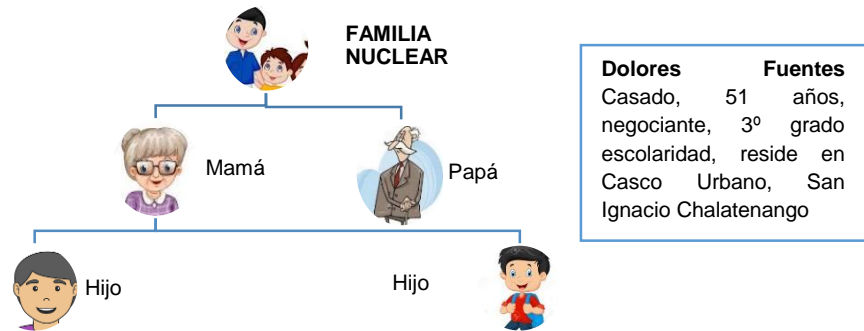 FAMILIA
NUCLEAR
Dolores Fuentes
Casado, 51 años,
negociante, 3º grado
escolaridad, reside en
Casco Urbano, San
Ignacio Chalatenango
Mamá
Papá
Hijo
Hijo